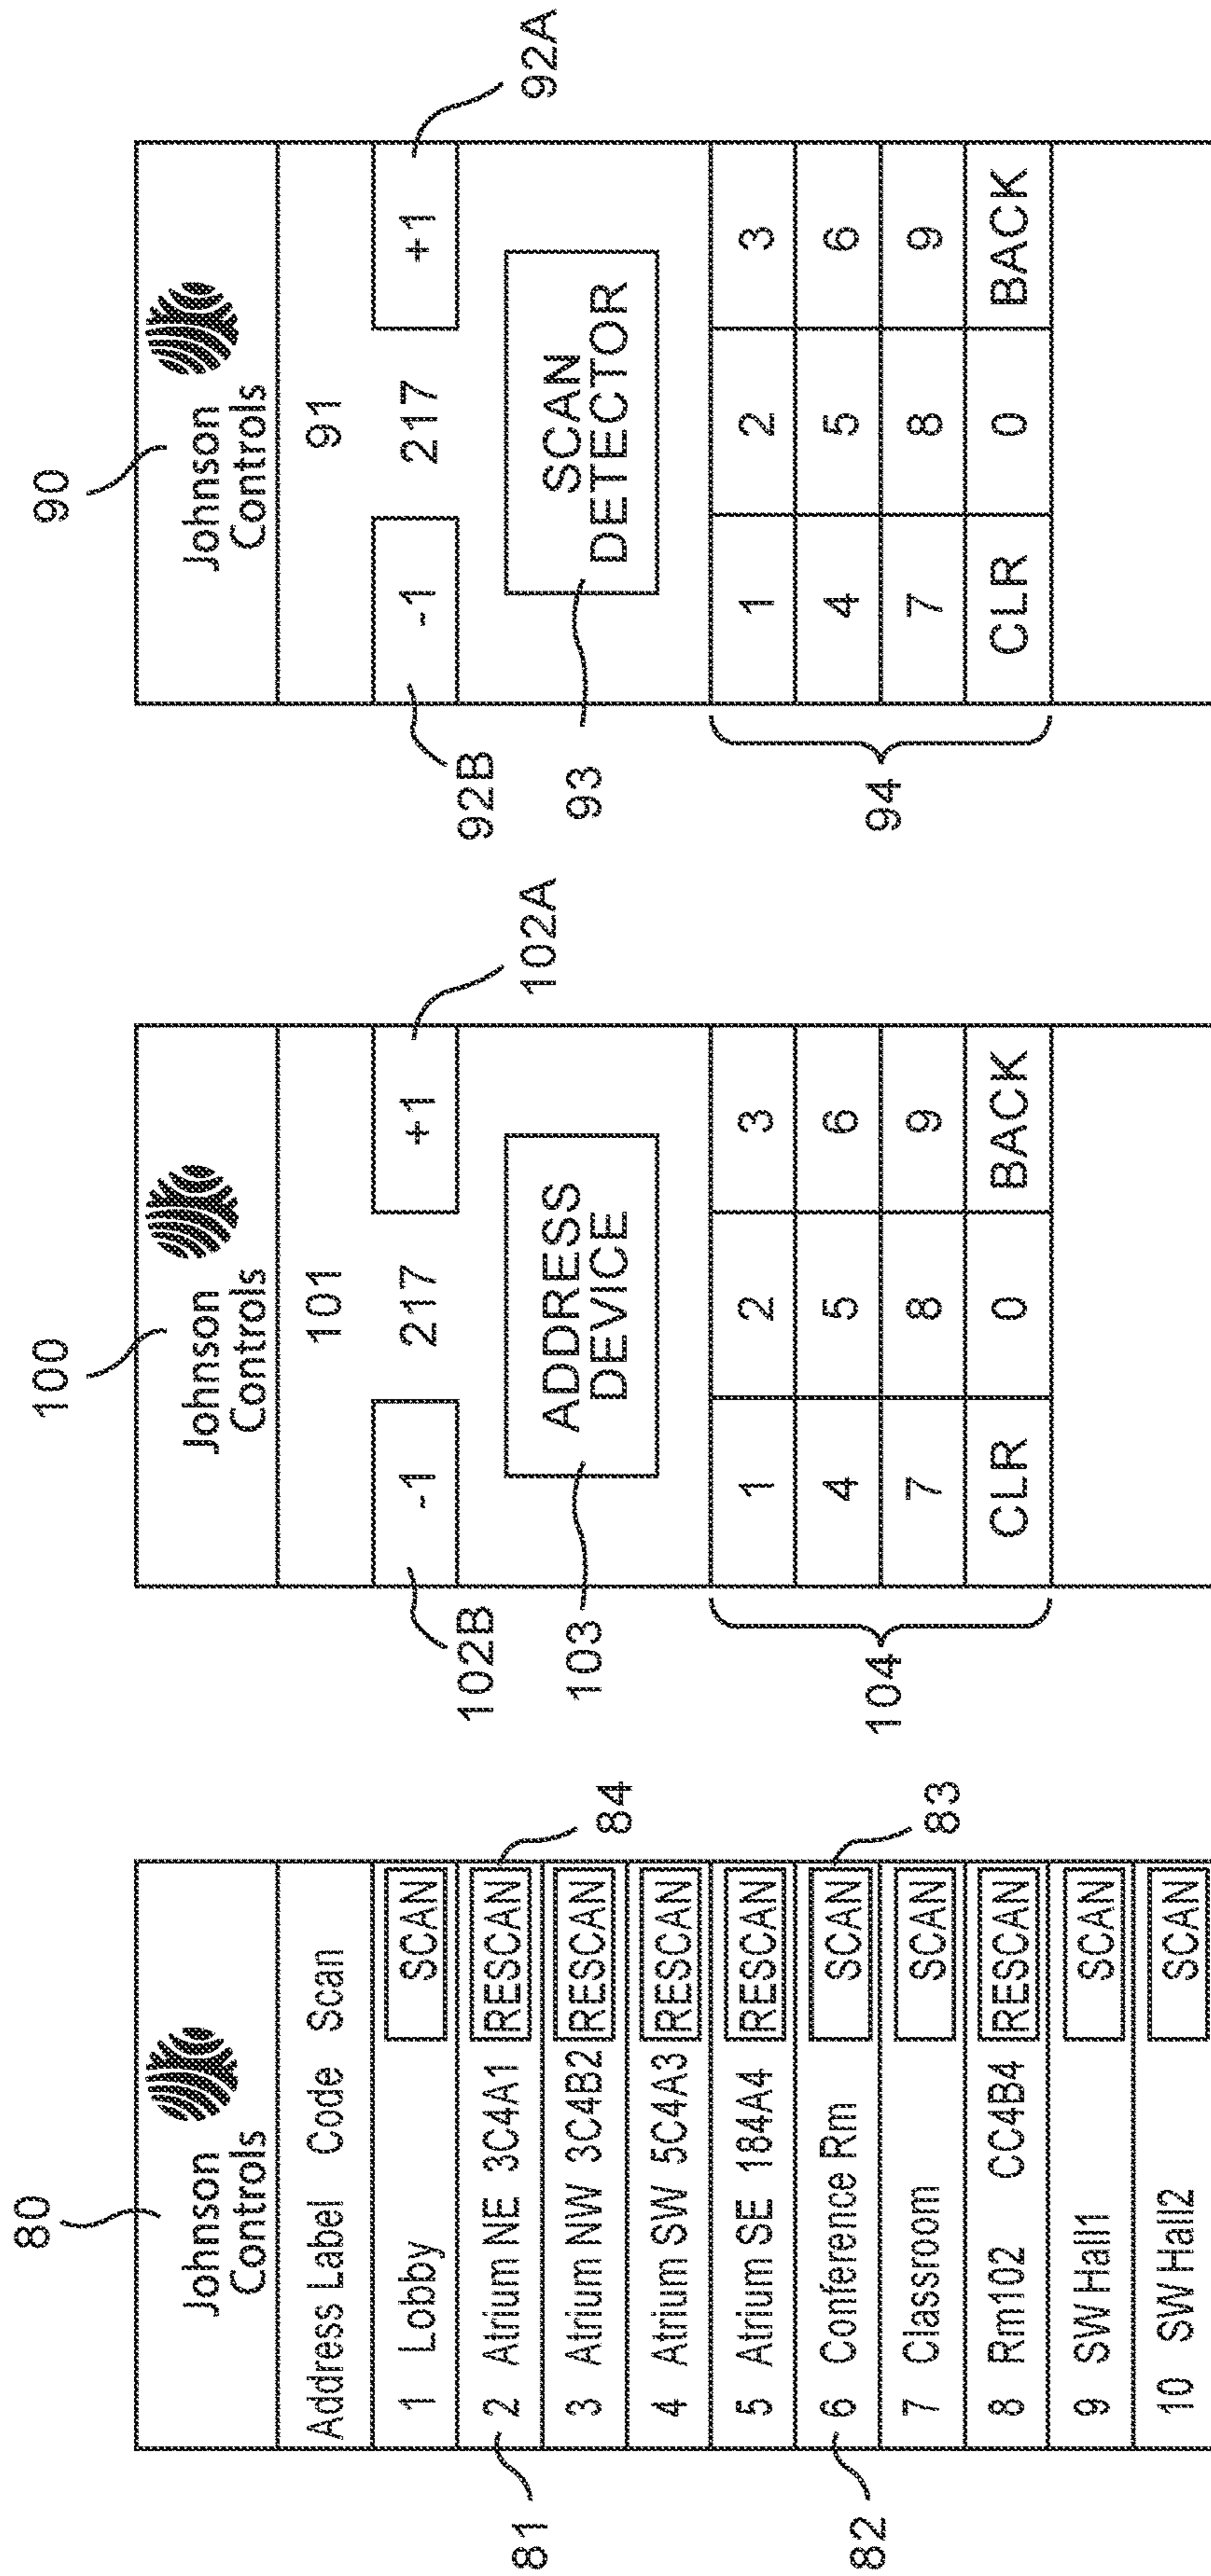 80
Johnson
Controls
Address Label Code Scan
1 Lobby SCAN
81
2 Atrium NE 3C4A1 RESCAN
84
3 Atrium NW 3C4B2 RESCAN
4 Atrium SW 5C4A3 RESCAN
5 Atrium SE 184A4 RESCAN
82
6 Conference Rm SCAN
83
7 Classroom SCAN
8 Rm102 CC4B4 RESCAN
9 SW Hall1 SCAN
10 SW Hall2 SCAN
100
Johnson
Controls
101
-1 217 +1
102B
102A
ADDRESS
DEVICE
103
1 2 3
4 5 6
7 8 9
CLR 0 BACK
104
90
Johnson
Controls
91
-1 217 +1
92B
92A
SCAN
DETECTOR
93
1 2 3
4 5 6
7 8 9
CLR 0 BACK
94